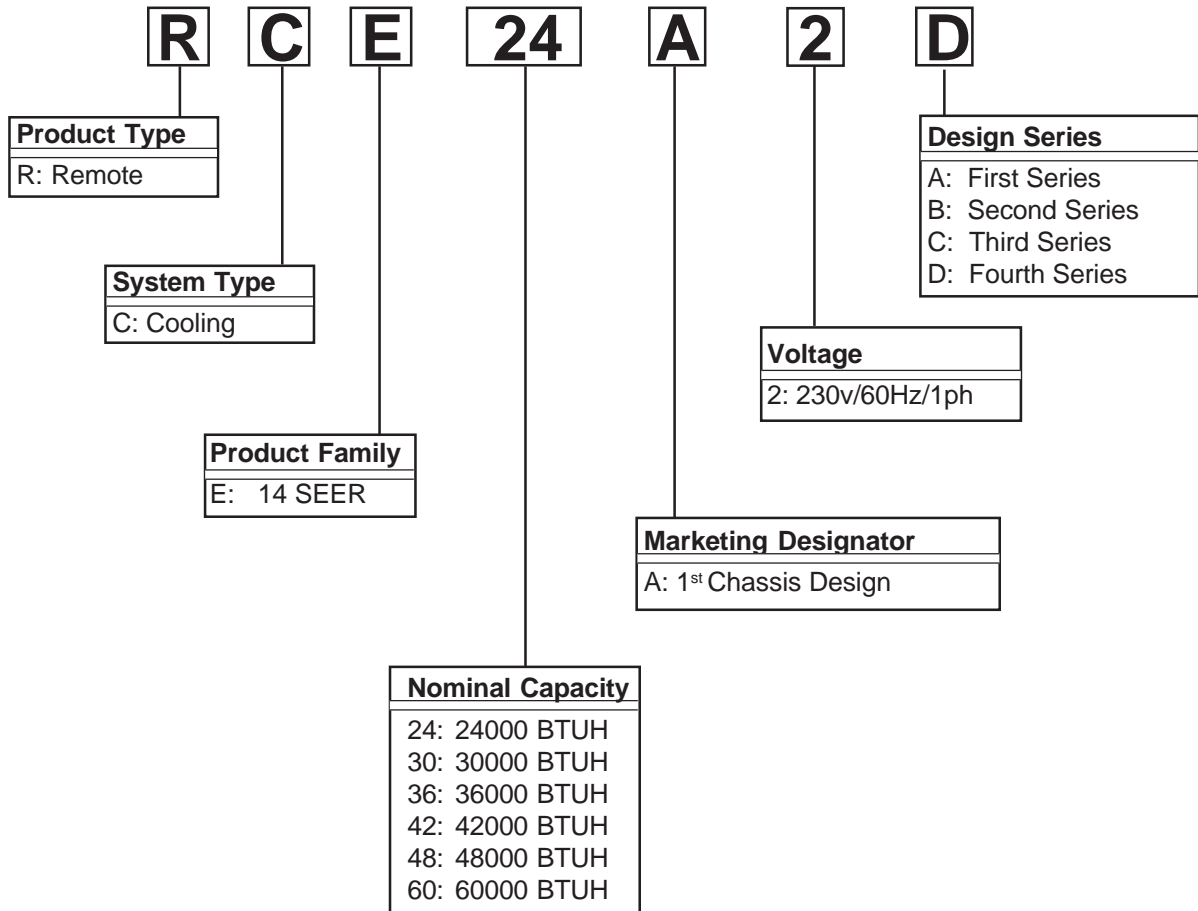 R C E 24 A 2 D
Product Type
R: Remote
System Type
C: Cooling
Product Family
E: 14 SEER
Nominal Capacity
24: 24000 BTUH
30: 30000 BTUH
36: 36000 BTUH
42: 42000 BTUH
48: 48000 BTUH
60: 60000 BTUH
Marketing Designator
A: 1st Chassis Design
Voltage
2: 230v/60Hz/1ph
Design Series
A: First Series
B: Second Series
C: Third Series
D: Fourth Series